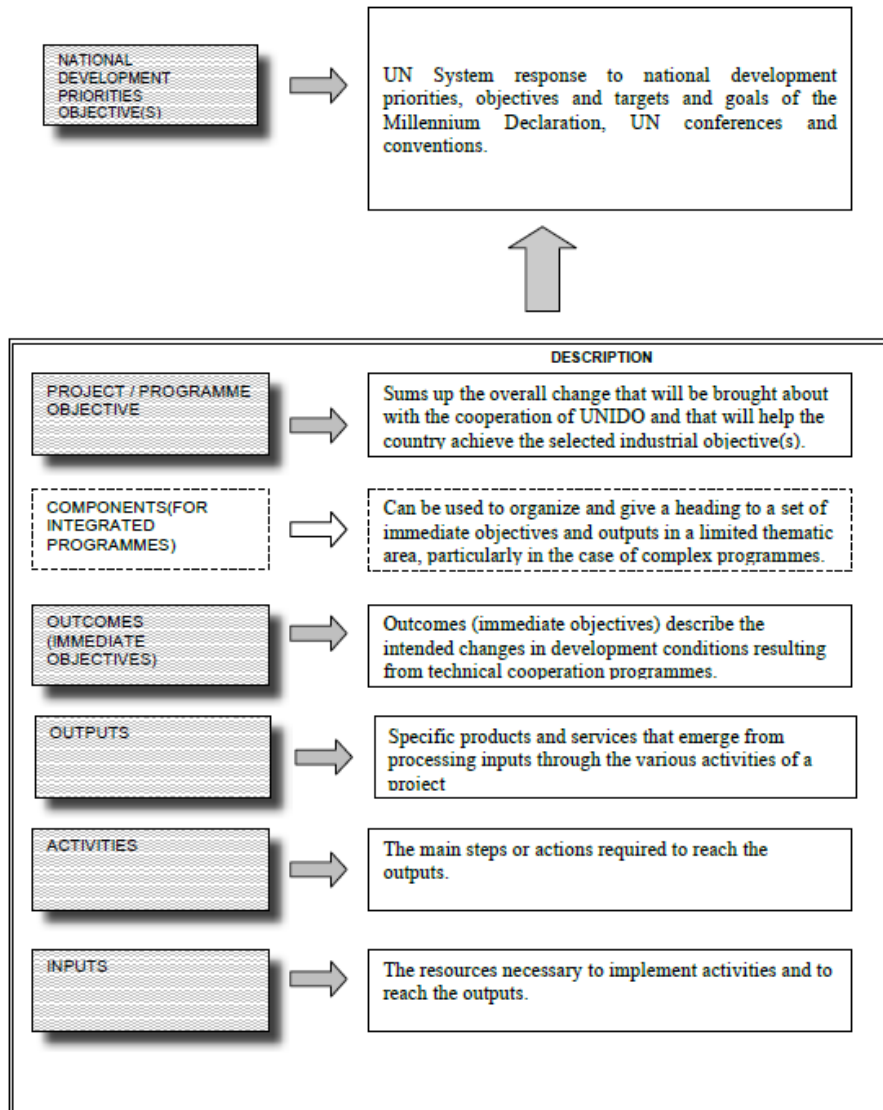 NATIONAL
DEVELOPMENT
PRIORITIES
OBJECTIVE(S)
UN System response to national development
priorities, objectives and targets and goals of the
Millennium Declaration, UN conferences and
conventions.
DESCRIPTION
PROJECT / PROGRAMME
OBJECTIVE
Sums up the overall change that will be brought about
with the cooperation of UNIDO and that will help the
country achieve the selected industrial objective(s).
COMPONENTS(FOR
INTEGRATED
PROGRAMMES)
Can be used to organize and give a heading to a set of
immediate objectives and outputs in a limited thematic
area, particularly in the case of complex programmes.
OUTCOMES
(IMMEDIATE
OBJECTIVES)
Outcomes (immediate objectives) describe the
intended changes in development conditions resulting
from technical cooperation programmes.
OUTPUTS
Specific products and services that emerge from
processing inputs through the various activities of a
project
ACTIVITIES
The main steps or actions required to reach the
outputs.
INPUTS
The resources necessary to implement activities and to
reach the outputs.